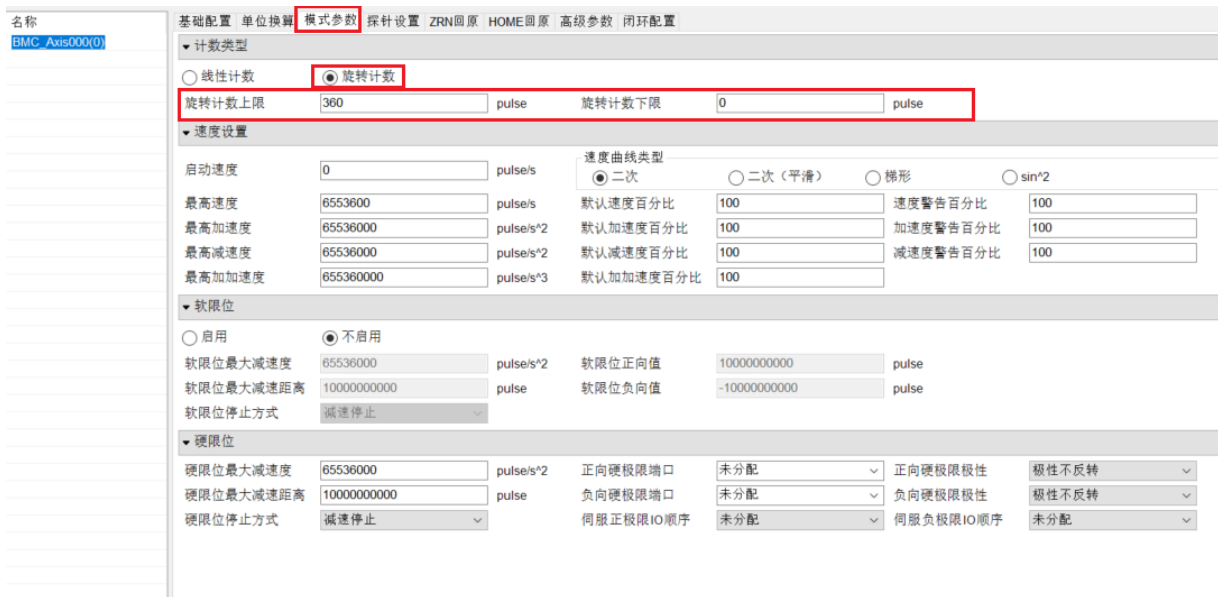 名称
BMC_Axis000(0)
基础配置 单位换算 模式参数 探针设置 ZRN回原 HOME回原 高级参数 闭环配置
计数类型
线性计数 旋转计数
旋转计数上限 360 pulse 旋转计数下限 0 pulse
速度设置
速度曲线类型
启动速度 0 pulse/s 二次 二次（平滑） 梯形 sin^2
最高速度 6553600 pulse/s 默认速度百分比 100 速度警告百分比 100
最高加速度 65536000 pulse/s^2 默认加速度百分比 100 加速度警告百分比 100
最高减速度 65536000 pulse/s^2 默认减速度百分比 100 减速度警告百分比 100
最高加加速度 655360000 pulse/s^3 默认加加速度百分比 100
软限位
启用 不启用
软限位最大减速度 65536000 pulse/s^2 软限位正向值 10000000000 pulse
软限位最大减速距离 10000000000 pulse 软限位负向值 -10000000000 pulse
软限位停止方式 减速停止
硬限位
硬限位最大减速度 65536000 pulse/s^2 正向硬极限端口 未分配 正向硬极限极性 极性不反转
硬限位最大减速距离 10000000000 pulse 负向硬极限端口 未分配 负向硬极限极性 极性不反转
硬限位停止方式 减速停止 伺服正极限IO顺序 未分配 伺服负极限IO顺序 未分配